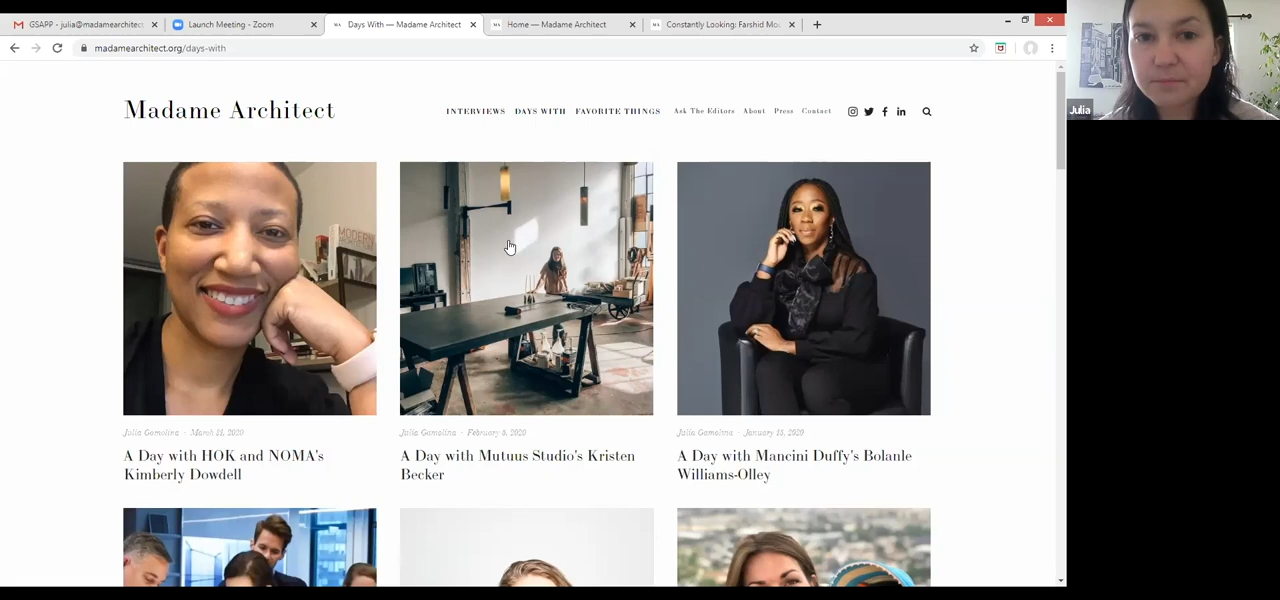 GSAPP - julia@madamearchitect
Launch Meeting - Zoom
Days With — Madame Architect
Home — Madame Architect
Constantly Looking: Farshid Mou
madamearchitect.org/days-with
Julia
Madame Architect
INTERVIEWS DAYS WITH FAVORITE THINGS Ask The Editors About Press Contact
MODERN
Julia Gamolina · March 25, 2020
Julia Gamolina · February 5, 2020
Julia Gamolina · January 15, 2020
A Day with HOK and NOMA's
Kimberly Dowdell
A Day with Mutuus Studio's Kristen
Becker
A Day with Mancini Duffy's Bolanle
Williams-Olley